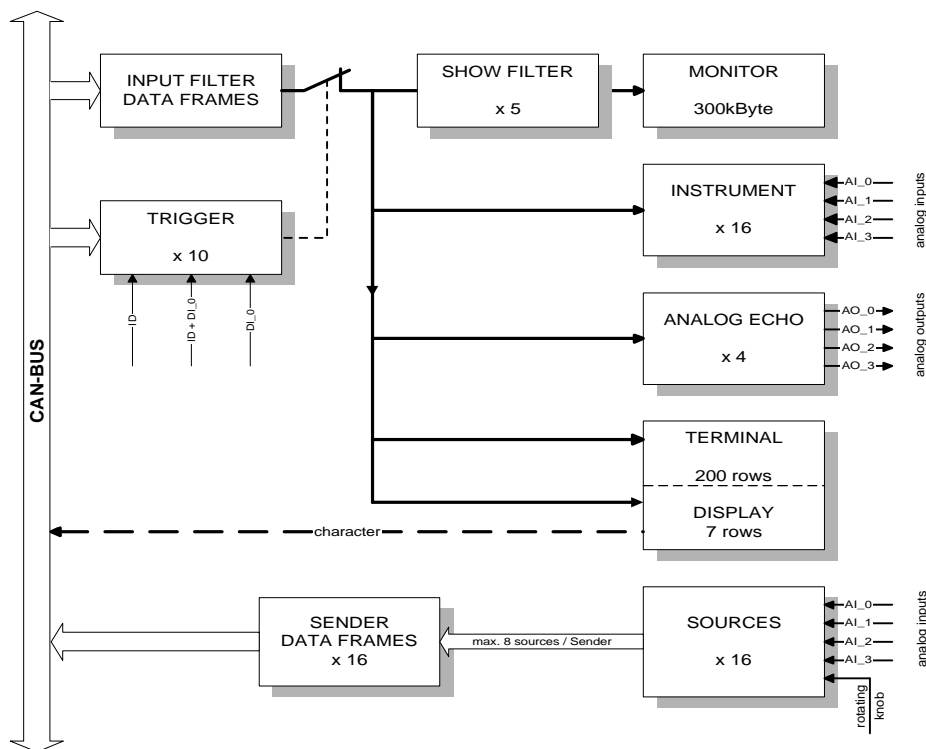 INPUT FILTER
DATA FRAMES
SHOW FILTER
x 5
MONITOR
300kByte
INSTRUMENT
x 16
AI_0
AI_1
AI_2
AI_3
analog inputs
TRIGGER
x 10
ID
ID + DI_0
DI_0
ANALOG ECHO
x 4
AO_0
AO_1
AO_2
AO_3
analog outputs
CAN-BUS
TERMINAL
200 rows
DISPLAY
7 rows
character
SENDER
DATA FRAMES
x 16
max. 8 sources / Sender
SOURCES
x 16
AI_0
AI_1
AI_2
AI_3
analog inputs
rotating
knob